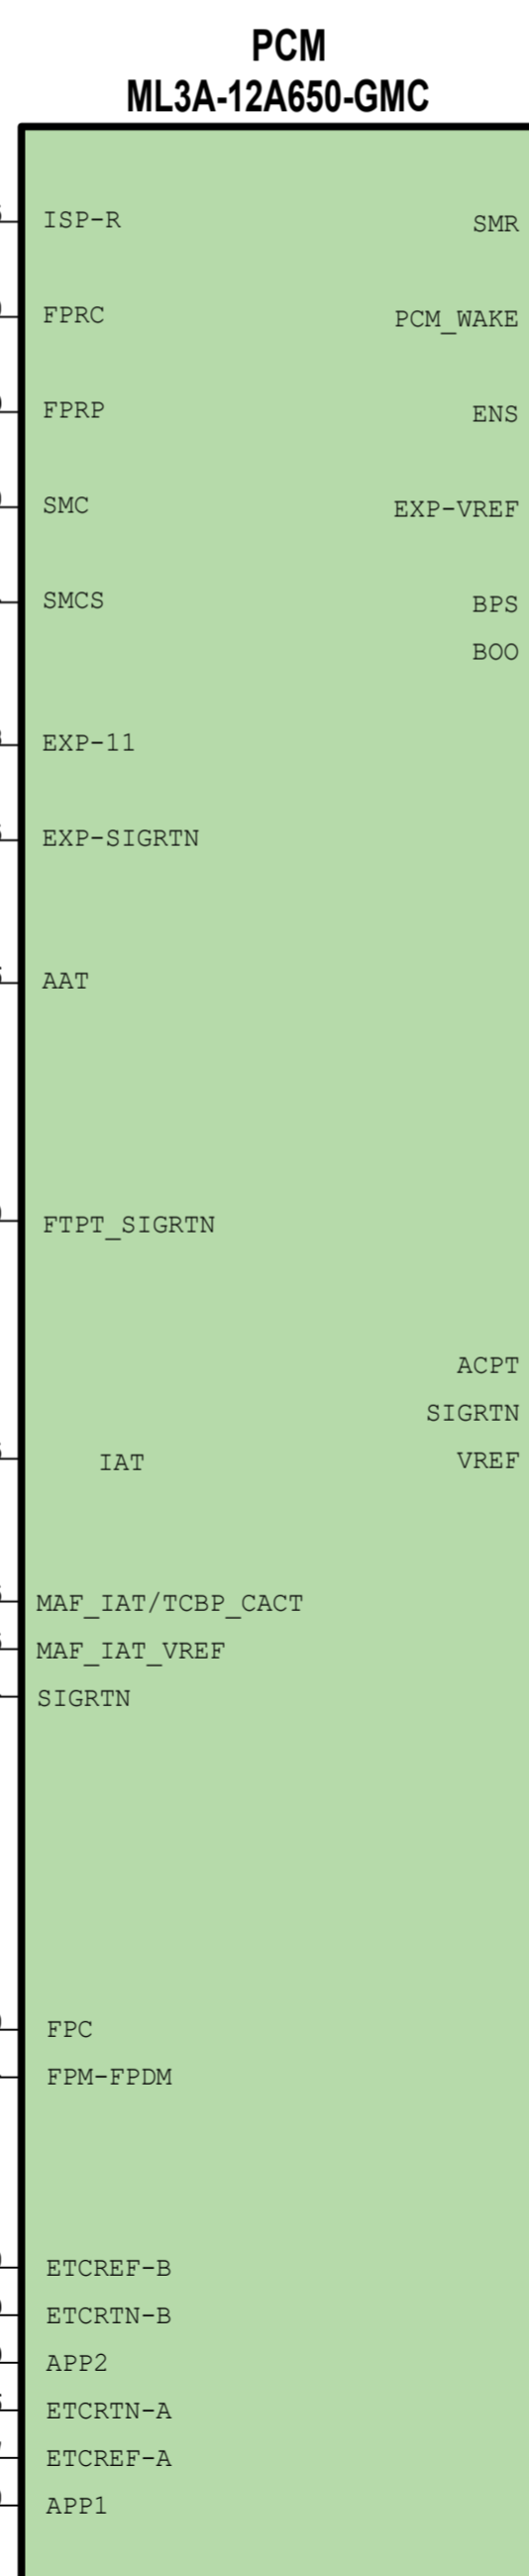 PCM
ML3A-12A650-GMC
ISP-R
SMR
FPRC
PCM_WAKE
FPRP
ENS
SMC
EXP-VREF
SMCS
BPS
BOO
EXP-11
EXP-SIGRTN
AAT
FTPT_SIGRTN
ACPT
SIGRTN
IAT
VREF
MAF_IAT/TCBP_CACT
MAF_IAT_VREF
SIGRTN
FPC
FPM-FPDM
ETCREF-B
ETCRTN-B
APP2
ETCRTN-A
ETCREF-A
APP1